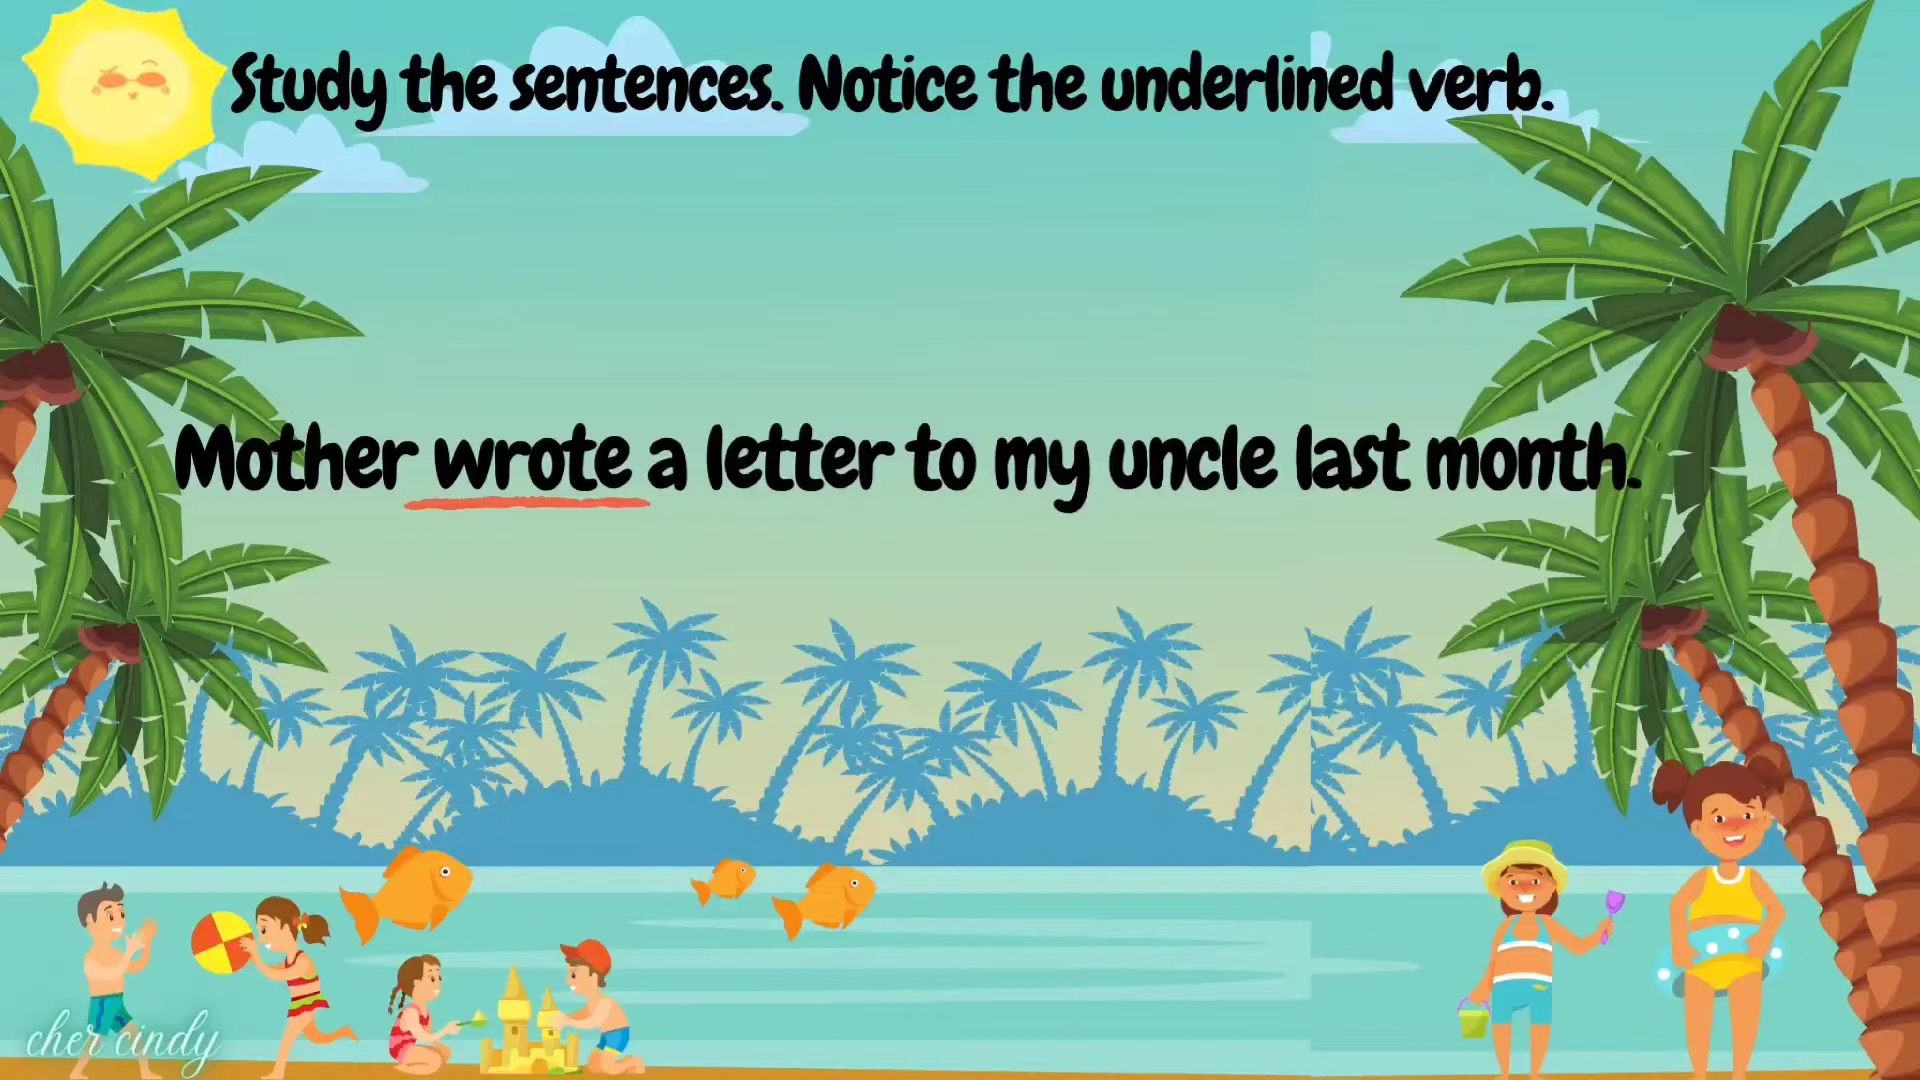 Study the sentences. Notice the underlined verb.
Mother wrote a letter to my uncle last month.
cher cindy